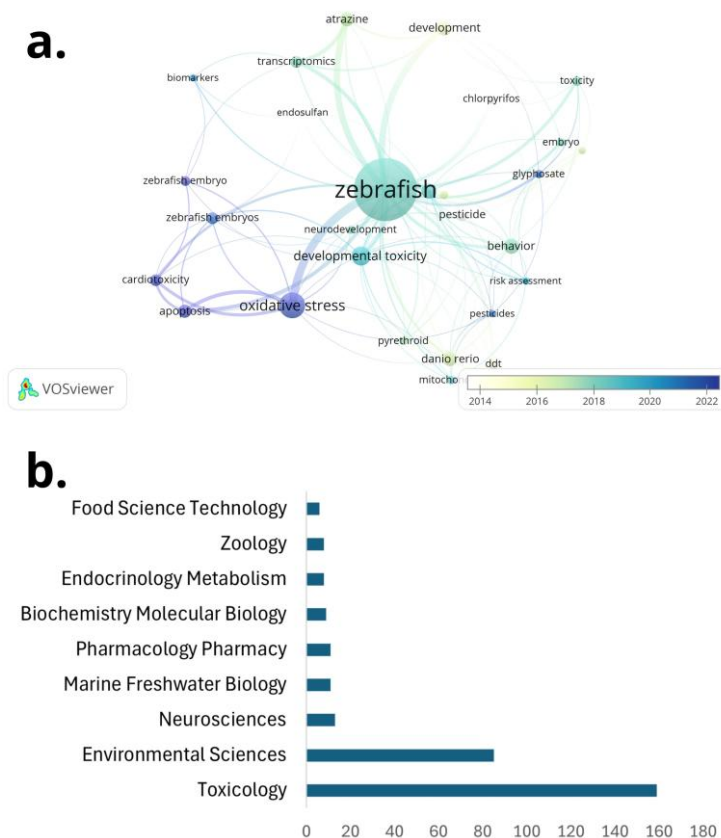 a.
atrazine
development
transcriptomics
biomarkers
toxicity
endosulfan
chlorpyrifos
embryo
glyphosate
zebrafish embryo
zebrafish
zebrafish embryos
pesticide
neurodevelopment
behavior
developmental toxicity
cardiotoxicity
risk assessment
oxidative stress
apoptosis
pesticides
pyrethroid
danio rerio
ddt
mitocho
VOSviewer
2014 2016 2018 2020 2022
b.
Food Science Technology
Zoology
Endocrinology Metabolism
Biochemistry Molecular Biology
Pharmacology Pharmacy
Marine Freshwater Biology
Neurosciences
Environmental Sciences
Toxicology
0 20 40 60 80 100 120 140 160 180